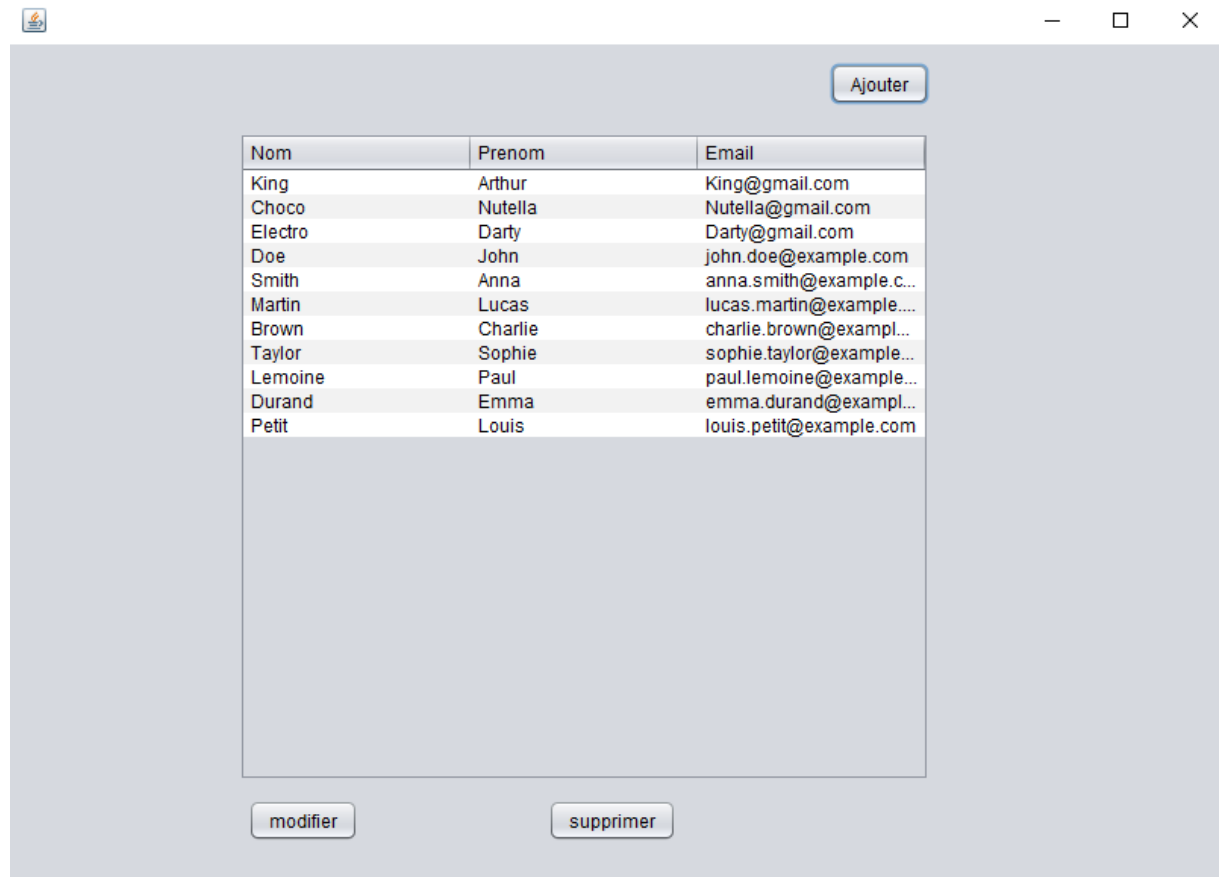 Ajouter
Nom Prenom Email
King Arthur King@gmail.com
Choco Nutella Nutella@gmail.com
Electro Darty Darty@gmail.com
Doe John john.doe@example.com
Smith Anna anna.smith@example.c...
Martin Lucas lucas.martin@example....
Brown Charlie charlie.brown@exampl...
Taylor Sophie sophie.taylor@example...
Lemoine Paul paul.lemoine@example...
Durand Emma emma.durand@exampl...
Petit Louis louis.petit@example.com
modifier supprimer